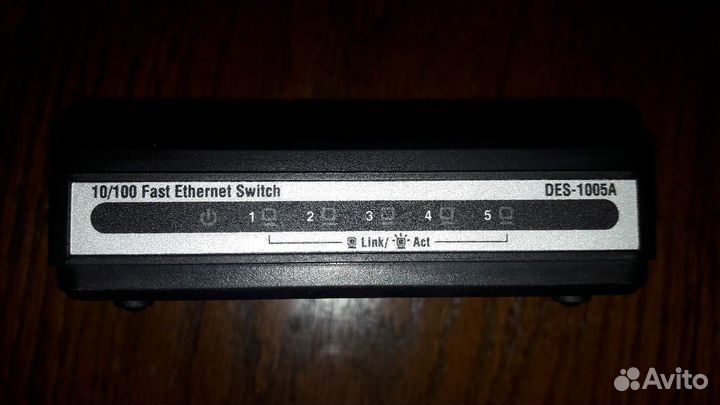 10/100 Fast Ethernet Switch DES-1005A
1 2 3 4 5
Link/ Act
Avito